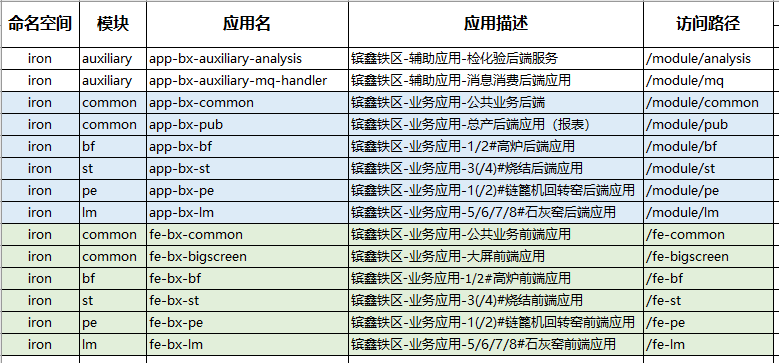 命名空间 模块 应用名 应用描述 访问路径
iron auxiliary app-bx-auxiliary-analysis 镔鑫铁区-辅助应用-检化验后端服务 /module/analysis
iron auxiliary app-bx-auxiliary-mq-handler 镔鑫铁区-辅助应用-消息消费后端应用 /module/mq
iron common app-bx-common 镔鑫铁区-业务应用-公共业务后端 /module/common
iron common app-bx-pub 镔鑫铁区-业务应用-总产后端应用（报表） /module/pub
iron bf app-bx-bf 镔鑫铁区-业务应用-1/2#高炉后端应用 /module/bf
iron st app-bx-st 镔鑫铁区-业务应用-3(/4)#烧结后端应用 /module/st
iron pe app-bx-pe 镔鑫铁区-业务应用-1(/2)#链篦机回转窑后端应用 /module/pe
iron lm app-bx-lm 镔鑫铁区-业务应用-5/6/7/8#石灰窑后端应用 /module/lm
iron common fe-bx-common 镔鑫铁区-业务应用-公共业务前端应用 /fe-common
iron common fe-bx-bigscreen 镔鑫铁区-业务应用-大屏前端应用 /fe-bigscreen
iron bf fe-bx-bf 镔鑫铁区-业务应用-1/2#高炉前端应用 /fe-bf
iron st fe-bx-st 镔鑫铁区-业务应用-3(/4)#烧结前端应用 /fe-st
iron pe fe-bx-pe 镔鑫铁区-业务应用-1(/2)#链篦机回转窑前端应用 /fe-pe
iron lm fe-bx-lm 镔鑫铁区-业务应用-5/6/7/8#石灰窑前端应用 /fe-lm